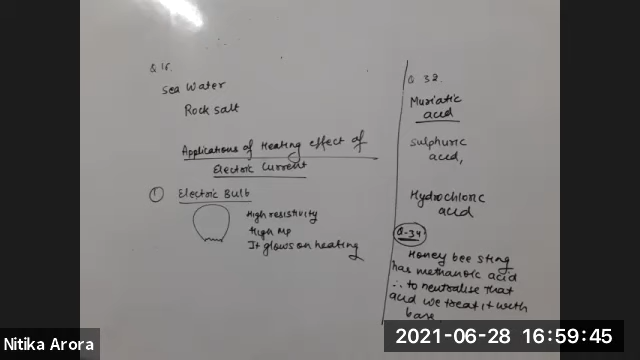 Q 15.
Sea Water
Rock salt
Applications of Heating effect of
Electric Current
① Electric Bulb
High resistivity
High MP
It glows on heating
Q 32.
Muriatic
acid
Sulphuric
acid,
Hydrochloric
acid
Q-34
Honey bee sting
has methanoic acid
∴ to neutralise that
acid we treat it with
base.
Nitika Arora
2021-06-28 16:59:45